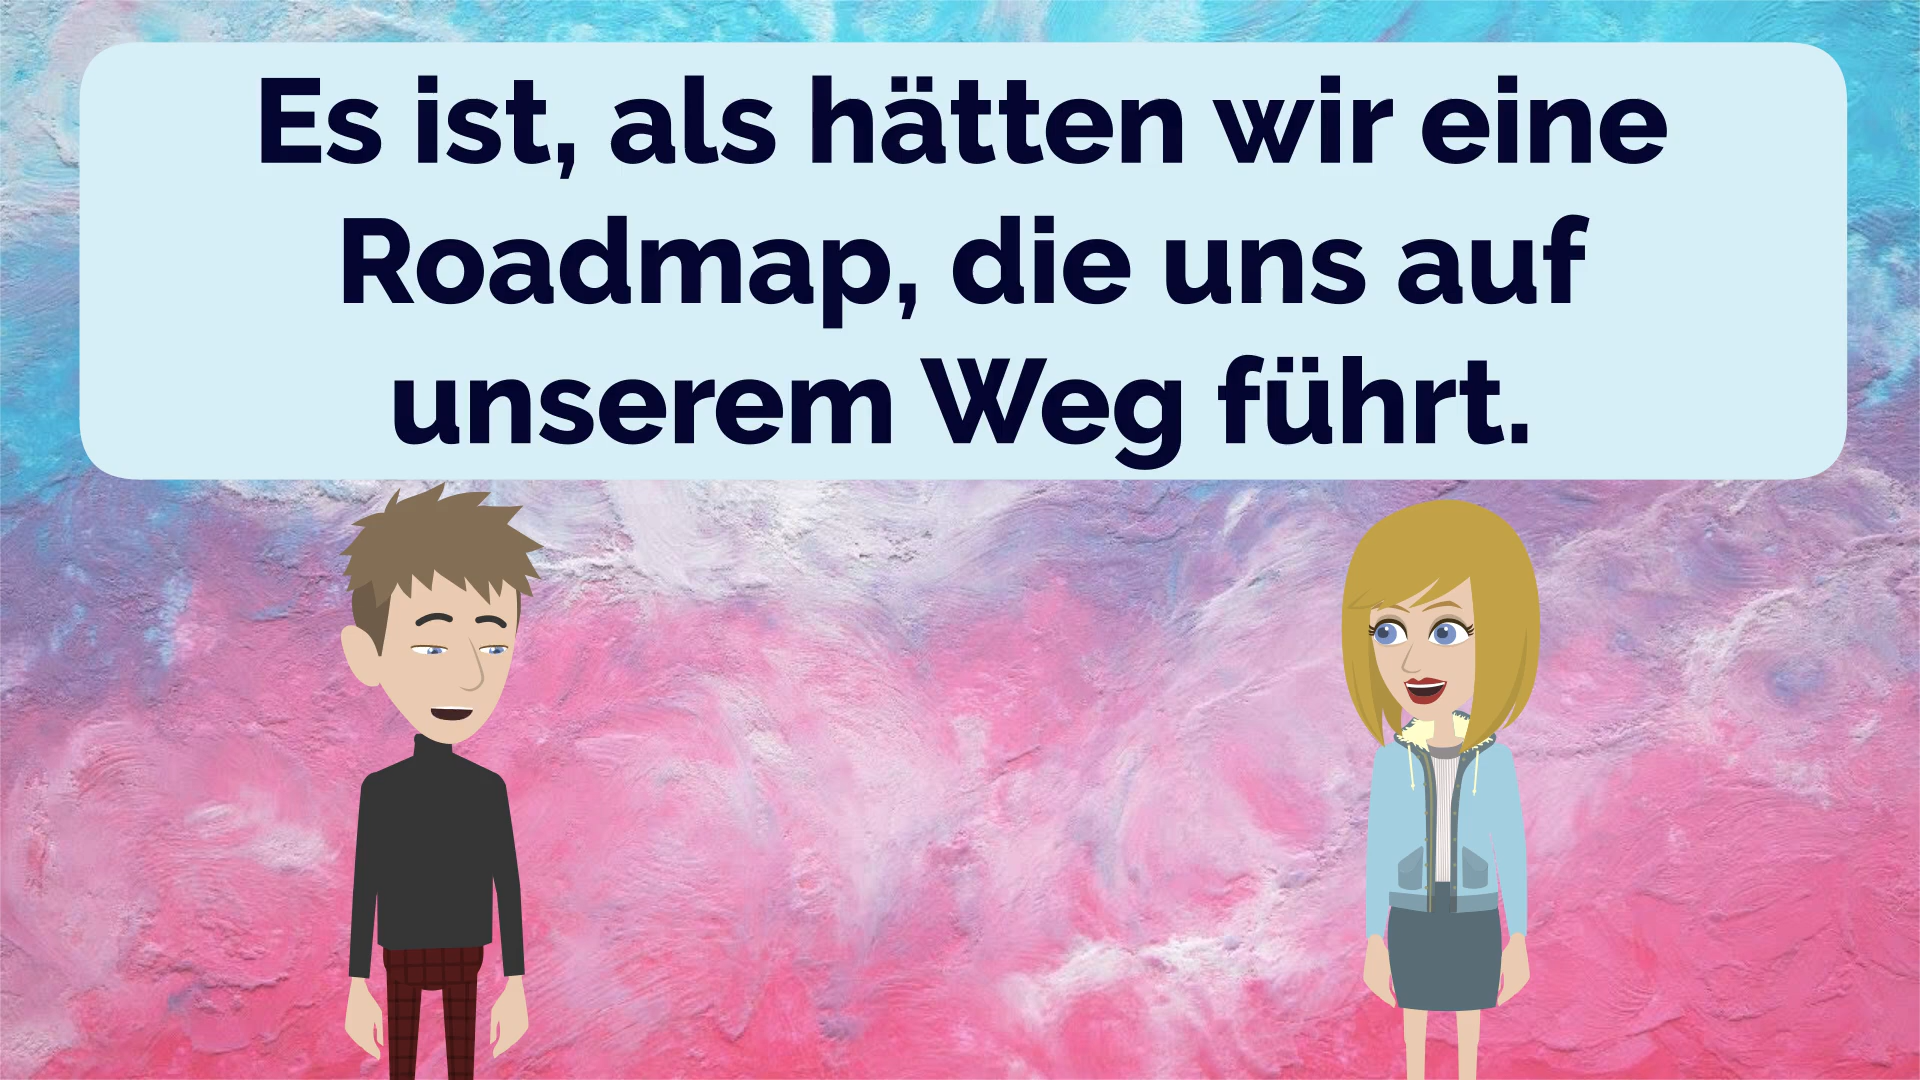 Es ist, als hätten wir eine
Roadmap, die uns auf
unserem Weg führt.